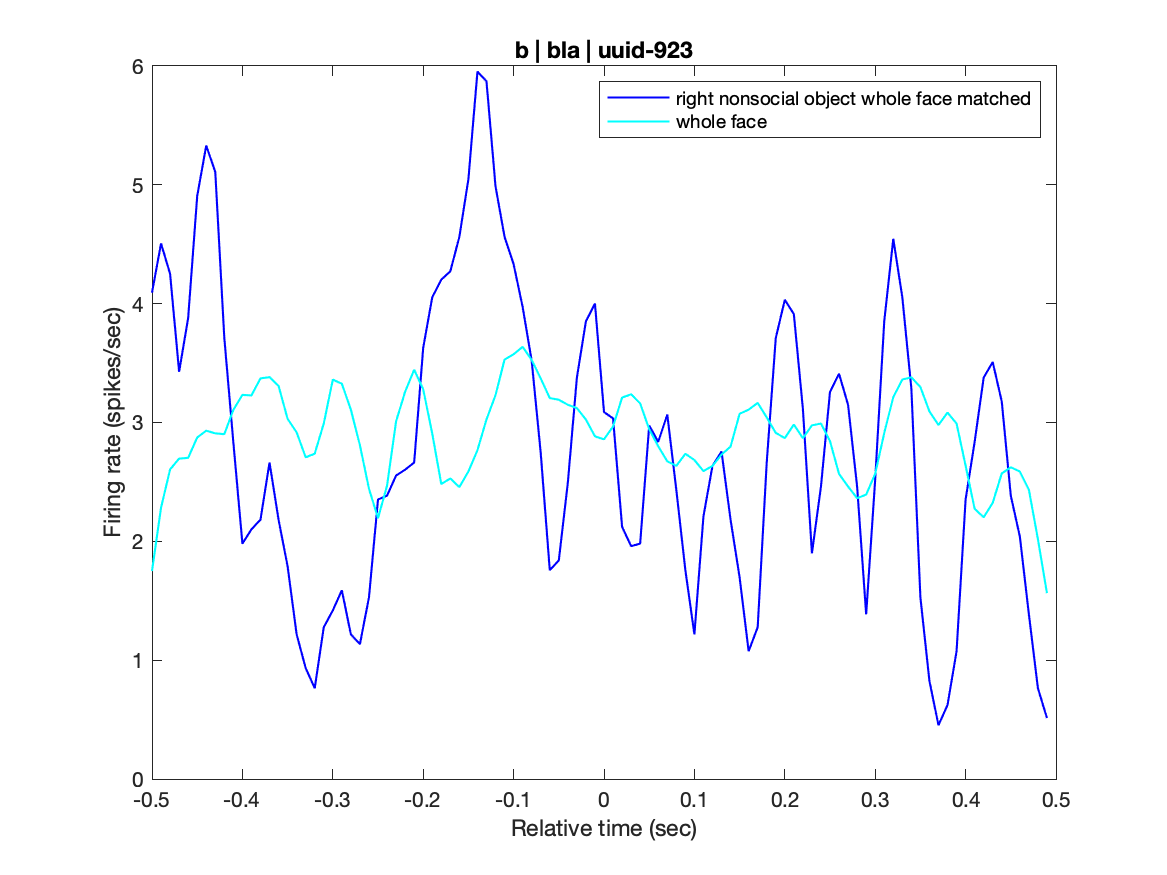 b | bla | uuid-923
right nonsocial object whole face matched
whole face
Firing rate (spikes/sec)
6
5
4
3
2
1
0
-0.5 -0.4 -0.3 -0.2 -0.1 0 0.1 0.2 0.3 0.4 0.5
Relative time (sec)